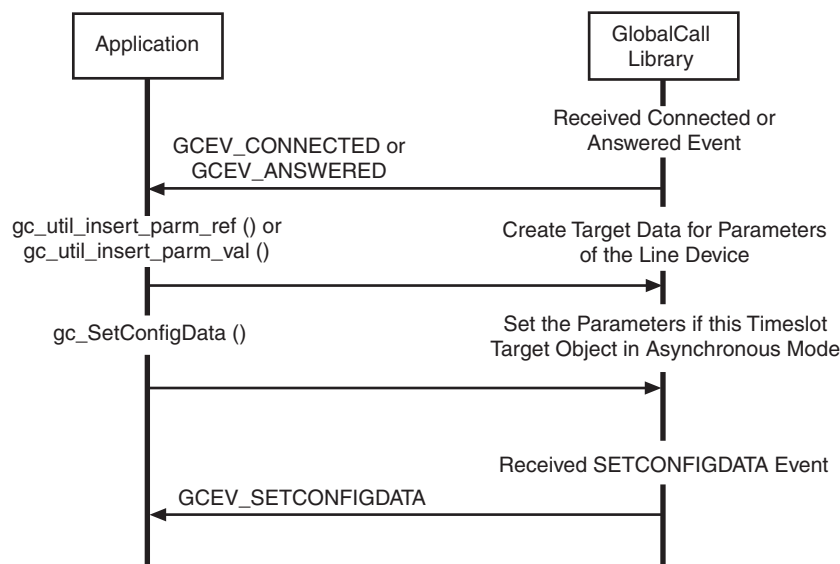 Application
GlobalCall
Library
Received Connected or
Answered Event
GCEV_CONNECTED or
GCEV_ANSWERED
gc_util_insert_parm_ref () or
gc_util_insert_parm_val ()
Create Target Data for Parameters
of the Line Device
gc_SetConfigData ()
Set the Parameters if this Timeslot
Target Object in Asynchronous Mode
Received SETCONFIGDATA Event
GCEV_SETCONFIGDATA